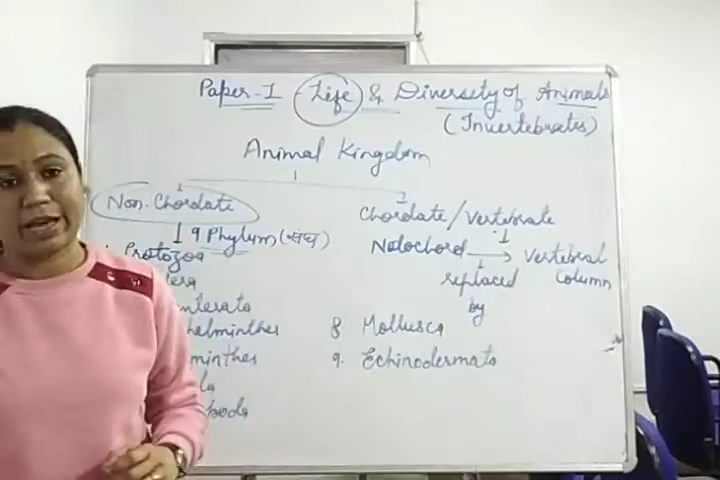 Paper-I - Life & Diversity of Animals
(Invertebrates)
Animal Kingdom
Non-Chordate
9 Phylum (संघ)
Protozoa
fera
nterata
helminthes
minthes
la
poda
Chordate/Vertebrate
Notochord → Vertebral
Column
replaced
by
8 Mollusca
9. Echinodermata